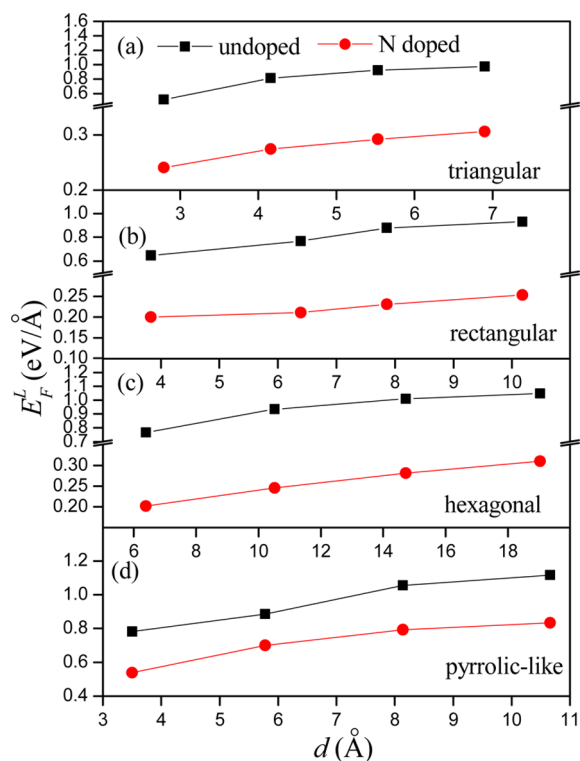 1.6
1.4
1.2
1.0
0.8
0.6
0.3
0.2
(a)
undoped
N doped
triangular
3 4 5 6 7
1.0
0.8
0.6
0.25
0.20
0.15
0.10
(b)
rectangular
3 4 5 6 7 8 9 10
1.2
1.1
1.0
0.9
0.8
0.7
0.30
0.20
(c)
hexagonal
6 8 10 12 14 16 18
1.2
1.0
0.8
0.6
0.4
(d)
pyrrolic-like
3 4 5 6 7 8 9 10 11
d (Å)
E_F^L (eV/Å)